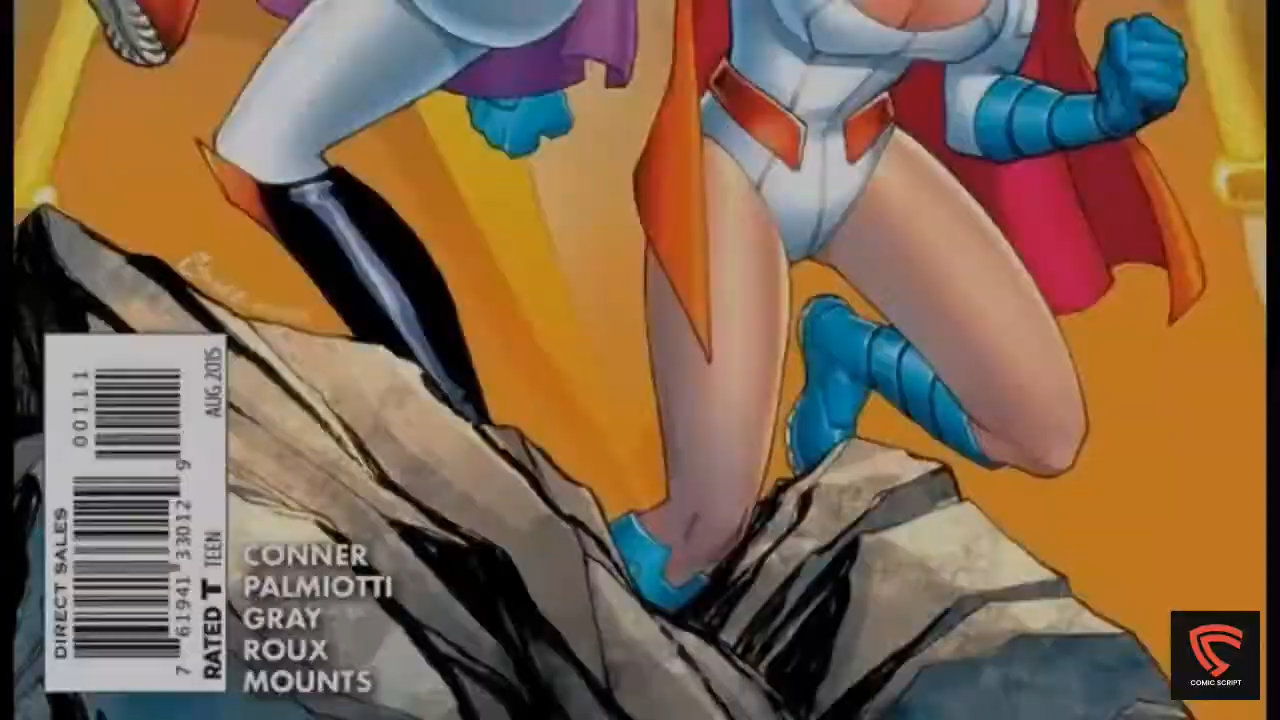 00111
AUG 2015
DIRECT SALES
7 61941 33012 9
RATED T TEEN
CONNER
PALMIOTTI
GRAY
ROUX
MOUNTS
COMIC SCRIPT